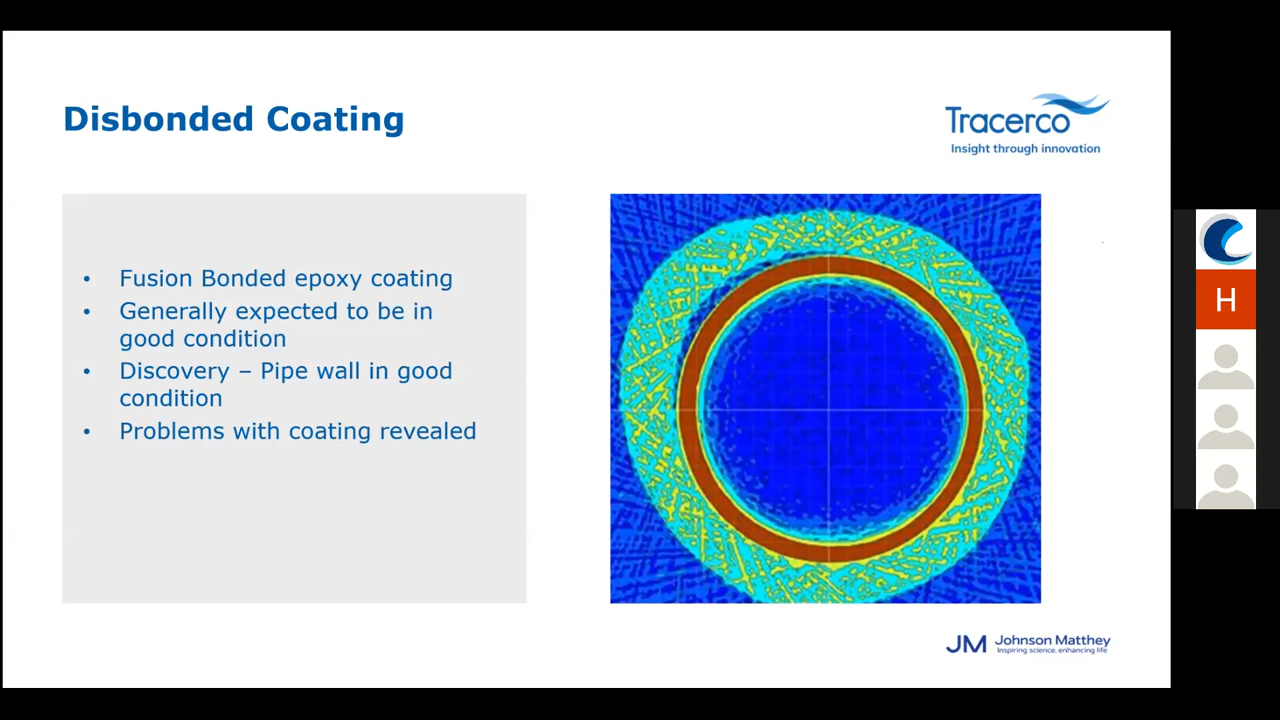 Disbonded Coating
Tracerco
Insight through innovation
• Fusion Bonded epoxy coating
• Generally expected to be in
good condition
• Discovery – Pipe wall in good
condition
• Problems with coating revealed
H
JM Johnson Matthey
Inspiring science, enhancing life